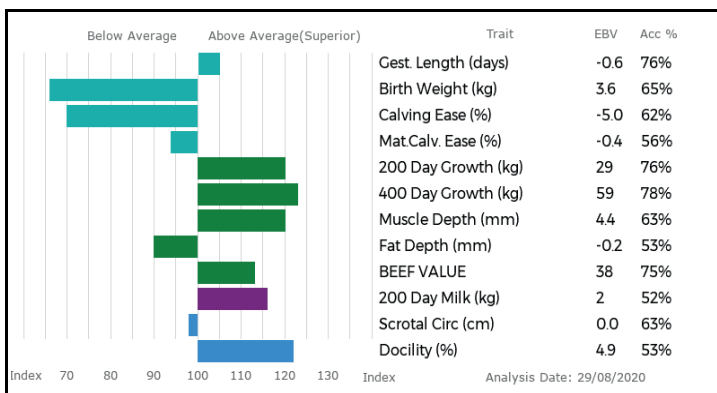 Below Average Above Average(Superior) Trait EBV Acc %
Gest. Length (days) -0.6 76%
Birth Weight (kg) 3.6 65%
Calving Ease (%) -5.0 62%
Mat.Calv. Ease (%) -0.4 56%
200 Day Growth (kg) 29 76%
400 Day Growth (kg) 59 78%
Muscle Depth (mm) 4.4 63%
Fat Depth (mm) -0.2 53%
BEEF VALUE 38 75%
200 Day Milk (kg) 2 52%
Scrotal Circ (cm) 0.0 63%
Docility (%) 4.9 53%
Index 70 80 90 100 110 120 130 Index Analysis Date: 29/08/2020